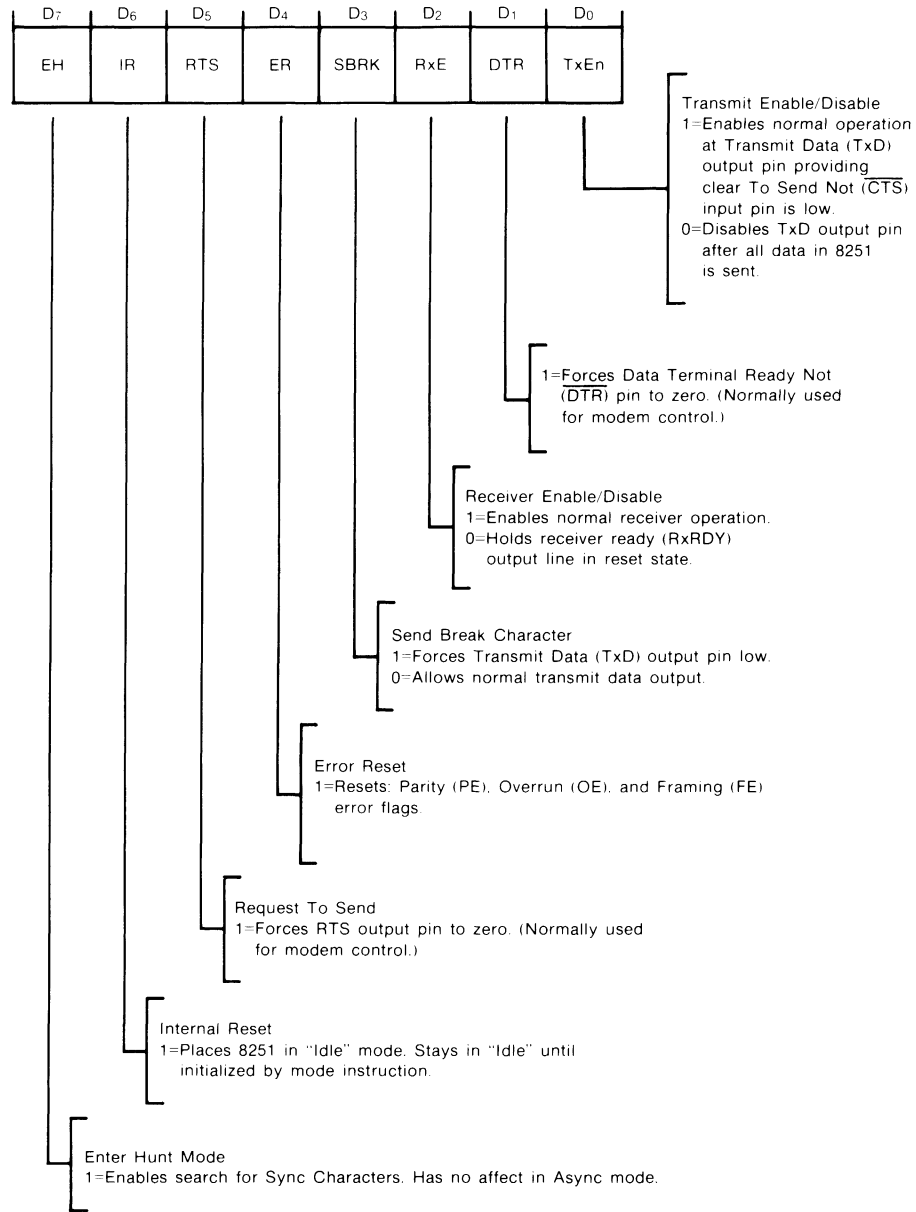 D7 D6 D5 D4 D3 D2 D1 D0
EH IR RTS ER SBRK RxE DTR TxEn
Transmit Enable/Disable
1=Enables normal operation
at Transmit Data (TxD)
output pin providing
clear To Send Not (C̅T̅S̅)
input pin is low.
0=Disables TxD output pin
after all data in 8251
is sent.
1=Forces Data Terminal Ready Not
(D̅T̅R̅) pin to zero. (Normally used
for modem control.)
Receiver Enable/Disable
1=Enables normal receiver operation.
0=Holds receiver ready (RxRDY)
output line in reset state.
Send Break Character
1=Forces Transmit Data (TxD) output pin low.
0=Allows normal transmit data output.
Error Reset
1=Resets: Parity (PE), Overrun (OE), and Framing (FE)
error flags.
Request To Send
1=Forces RTS output pin to zero. (Normally used
for modem control.)
Internal Reset
1=Places 8251 in "Idle" mode. Stays in "Idle" until
initialized by mode instruction.
Enter Hunt Mode
1=Enables search for Sync Characters. Has no affect in Async mode.